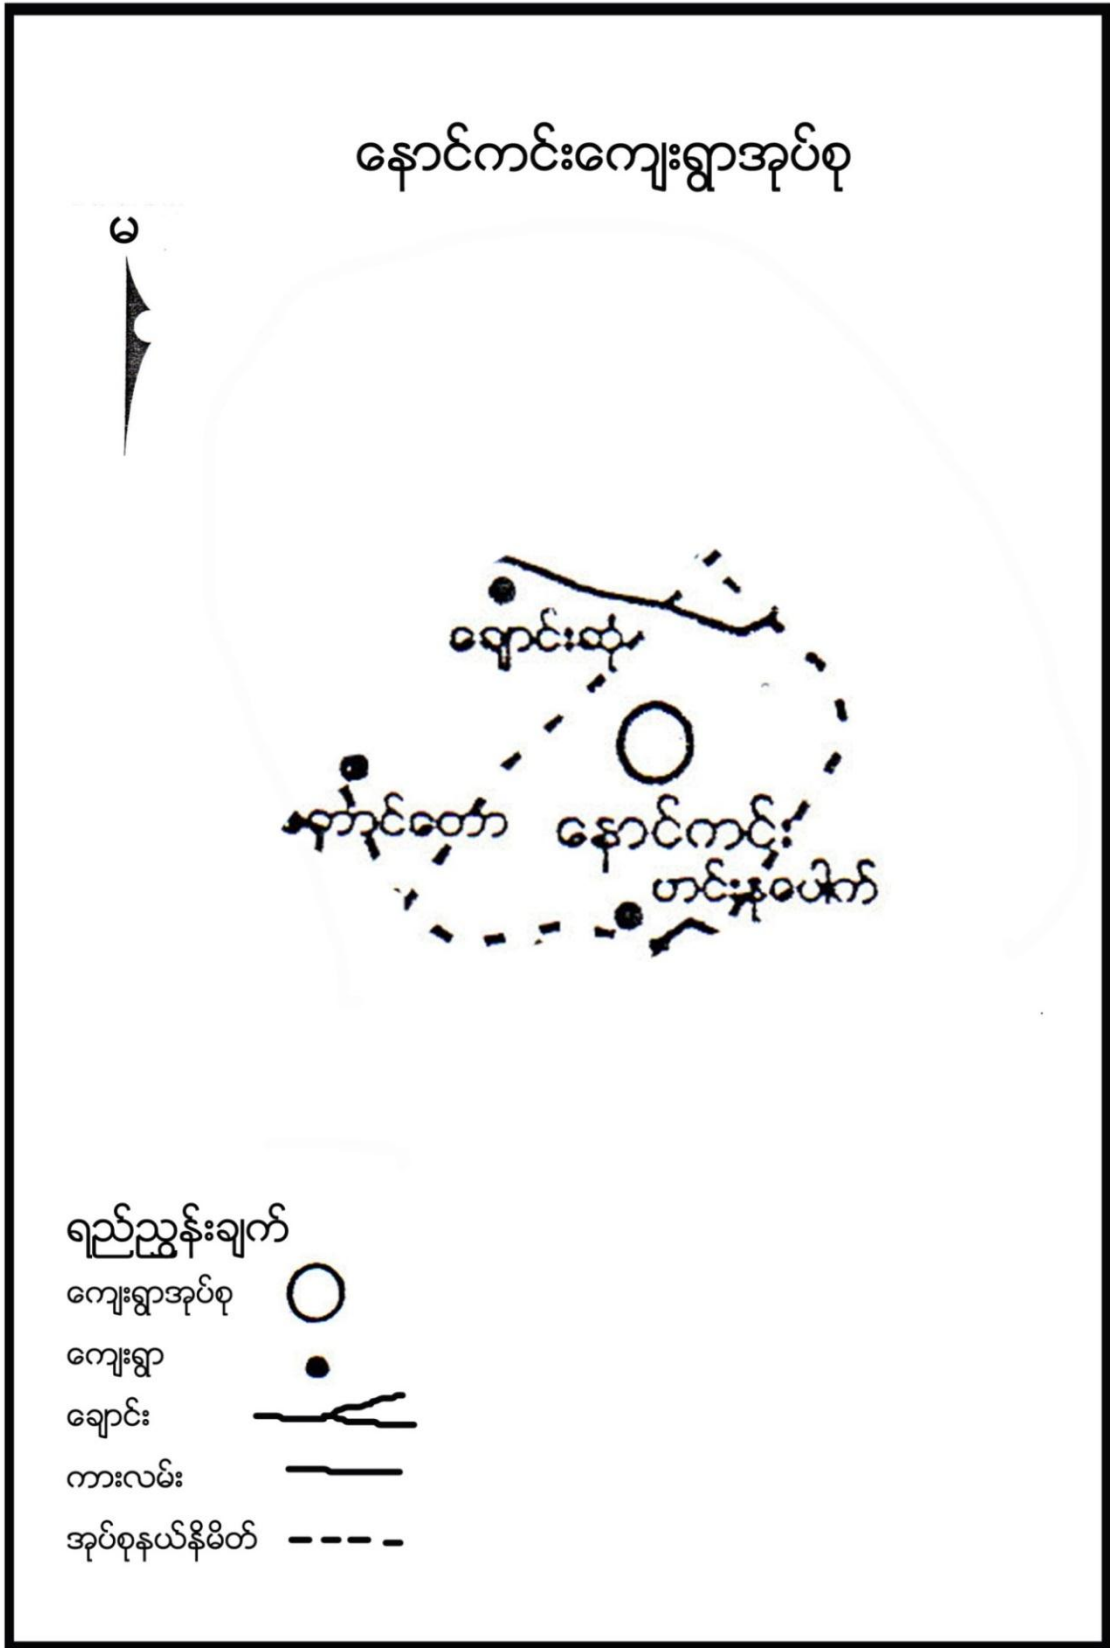 နောင်ကင်းကျေးရွာအုပ်စု
မ
ချောင်းဆုံ
နောင်ကင်း
ဟင်းနုပေါက်
ရည်ညွှန်းချက်
ကျေးရွာအုပ်စု
ကျေးရွာ
ချောင်း
ကားလမ်း
အုပ်စုနယ်နိမိတ်